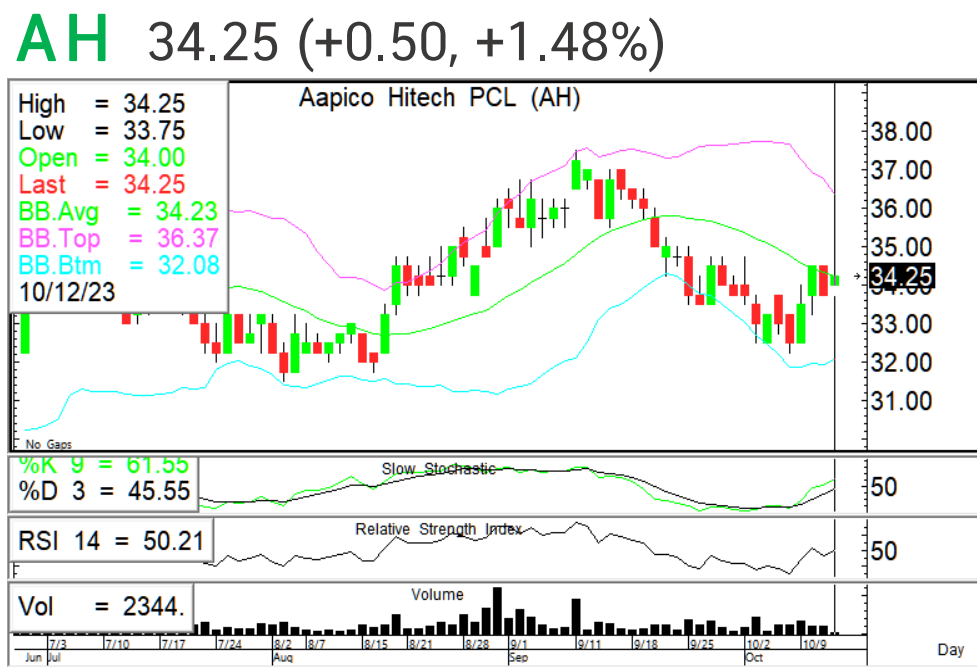 AH 34.25 (+0.50, +1.48%)
Aapico Hitech PCL (AH)
High = 34.25
Low = 33.75
Open = 34.00
Last = 34.25
BB.Avg = 34.23
BB.Top = 36.37
BB.Btm = 32.08
10/12/23
38.00
37.00
36.00
35.00
34.25
34.00
33.00
32.00
31.00
No Gaps
%K 9 = 61.55
%D 3 = 45.55
Slow Stochastic
50
RSI 14 = 50.21
Relative Strength Index
50
Vol = 2344.
Volume
7/3 7/10 7/17 7/24 8/2 8/7 8/15 8/21 8/28 9/1 9/11 9/18 9/25 10/2 10/9
Jun Jul Aug Sep Oct
Day